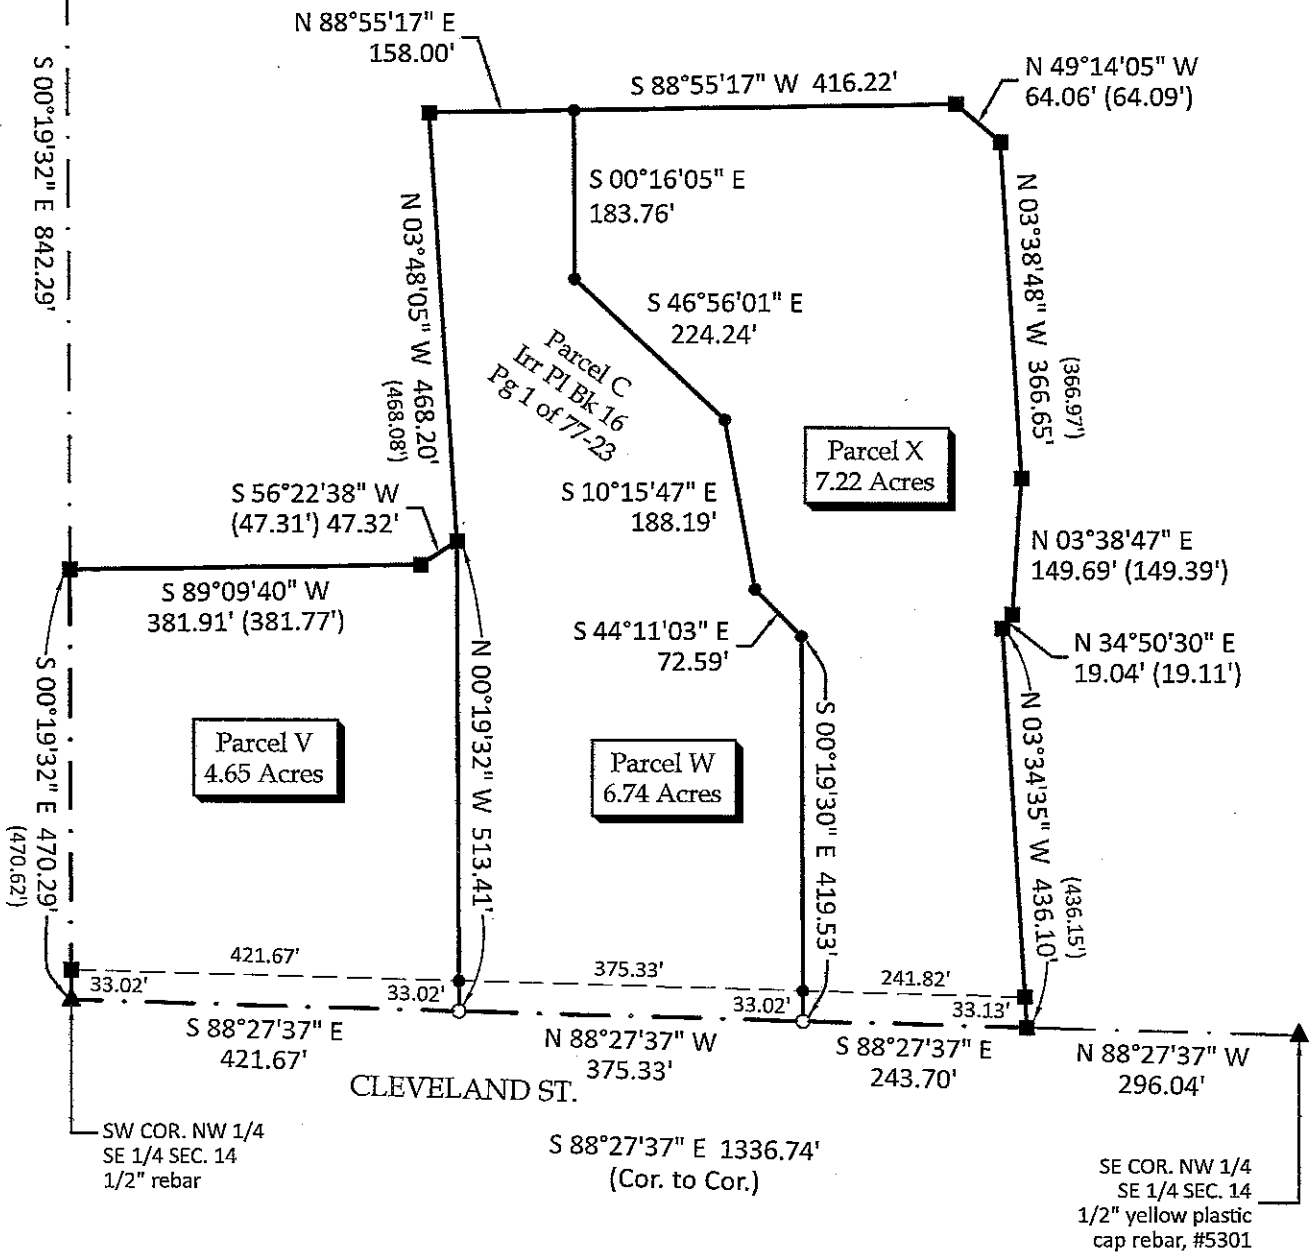 N 88°55'17" E
158.00'
S 88°55'17" W 416.22'
N 49°14'05" W
64.06' (64.09')
S 00°19'32" E 842.29'
S 00°16'05" E
183.76'
N 03°48'05" W 468.20'
(468.08')
N 03°38'48" W 366.65'
(366.97')
S 46°56'01" E
224.24'
Parcel C
Irr Pl Bk 16
Pg 1 of 77-23
Parcel X
7.22 Acres
S 56°22'38" W
(47.31') 47.32'
S 10°15'47" E
188.19'
N 03°38'47" E
149.69' (149.39')
S 89°09'40" W
381.91' (381.77')
S 44°11'03" E
72.59'
N 34°50'30" E
19.04' (19.11')
S 00°19'32" E 470.29'
(470.62')
N 00°19'32" W 513.41'
S 00°19'30" E 419.53'
N 03°34'35" W 436.10'
(436.15')
Parcel V
4.65 Acres
Parcel W
6.74 Acres
421.67'
375.33'
241.82'
33.02'
33.02'
33.02'
33.13'
S 88°27'37" E
421.67'
N 88°27'37" W
375.33'
S 88°27'37" E
243.70'
N 88°27'37" W
296.04'
CLEVELAND ST.
SW COR. NW 1/4
SE 1/4 SEC. 14
1/2" rebar
S 88°27'37" E 1336.74'
(Cor. to Cor.)
SE COR. NW 1/4
SE 1/4 SEC. 14
1/2" yellow plastic
cap rebar, #5301